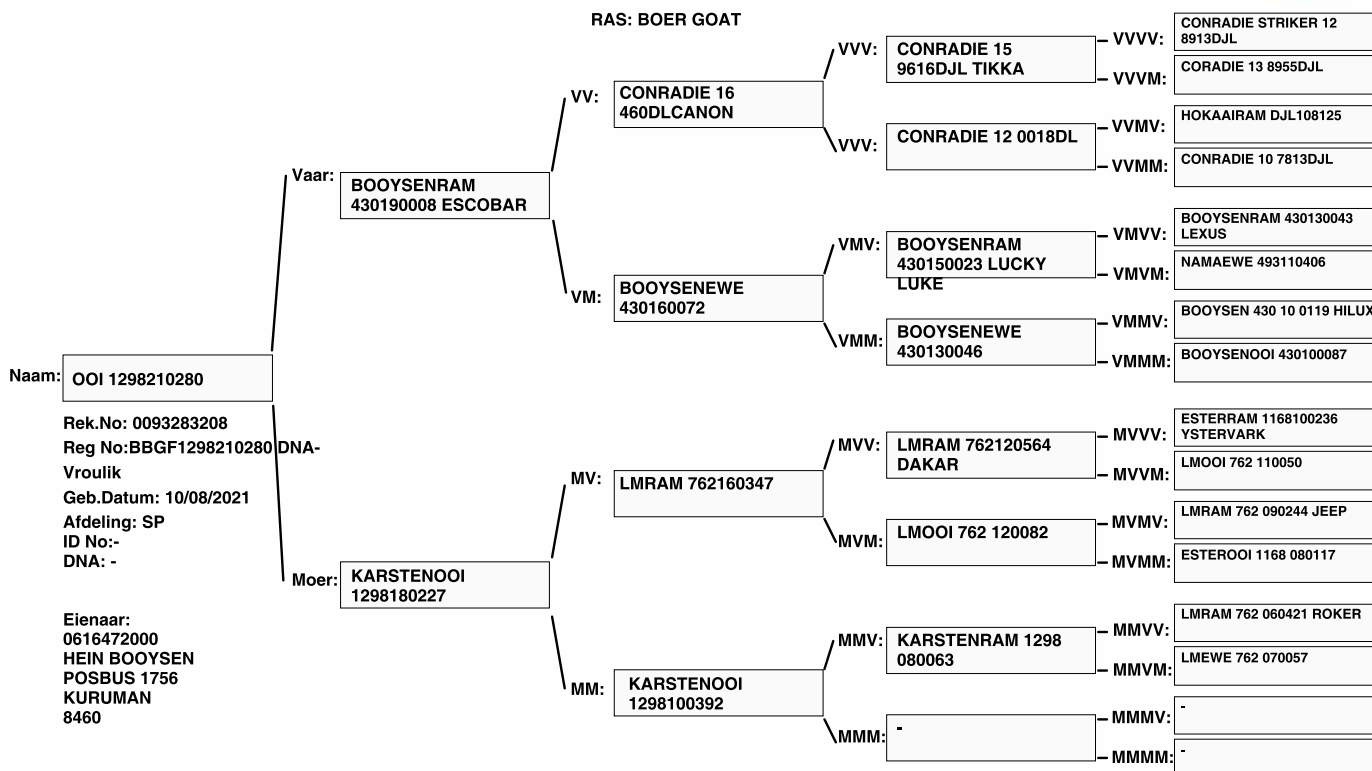 RAS: BOER GOAT
Naam:
OOI 1298210280
Rek.No: 0093283208
Reg No:BBGF1298210280 DNA-
Vroulik
Geb.Datum: 10/08/2021
Afdeling: SP
ID No:-
DNA: -
Eienaar:
0616472000
HEIN BOOYSEN
POSBUS 1756
KURUMAN
8460
Vaar:
BOOYSENRAM
430190008 ESCOBAR
Moer:
KARSTENOOI
1298180227
VV:
CONRADIE 16
460DLCANON
VM:
BOOYSENEWE
430160072
MV:
LMRAM 762160347
MM:
KARSTENOOI
1298100392
VVV:
CONRADIE 15
9616DJL TIKKA
VVV:
CONRADIE 12 0018DL
VMV:
BOOYSENRAM
430150023 LUCKY
LUKE
VMM:
BOOYSENEWE
430130046
MVV:
LMRAM 762120564
DAKAR
MVM:
LMOOI 762 120082
MMV:
KARSTENRAM 1298
080063
MMM:
-
VVVV:
CONRADIE STRIKER 12
8913DJL
VVVM:
CORADIE 13 8955DJL
VVMV:
HOKAAIRAM DJL108125
VVMM:
CONRADIE 10 7813DJL
VMVV:
BOOYSENRAM 430130043
LEXUS
VMVM:
NAMAEWE 493110406
VMMV:
BOOYSEN 430 10 0119 HILUX
VMMM:
BOOYSENOOI 430100087
MVVV:
ESTERRAM 1168100236
YSTERVARK
MVVM:
LMOOI 762 110050
MVMV:
LMRAM 762 090244 JEEP
MVMM:
ESTEROOI 1168 080117
MMVV:
LMRAM 762 060421 ROKER
MMVM:
LMEWE 762 070057
MMMV:
-
MMMM:
-